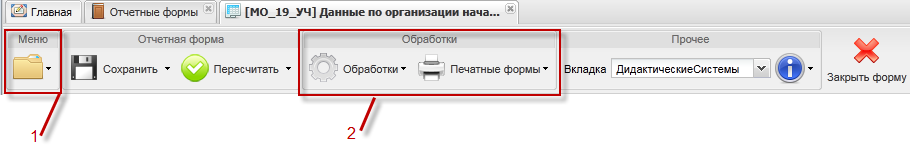 Главная Отчетные формы [МО_19_УЧ] Данные по организации нача...
Меню Отчетная форма Обработки Прочее
Сохранить Пересчитать Обработки Печатные формы Вкладка ДидактическиеСистемы
Закрыть форму
1 2